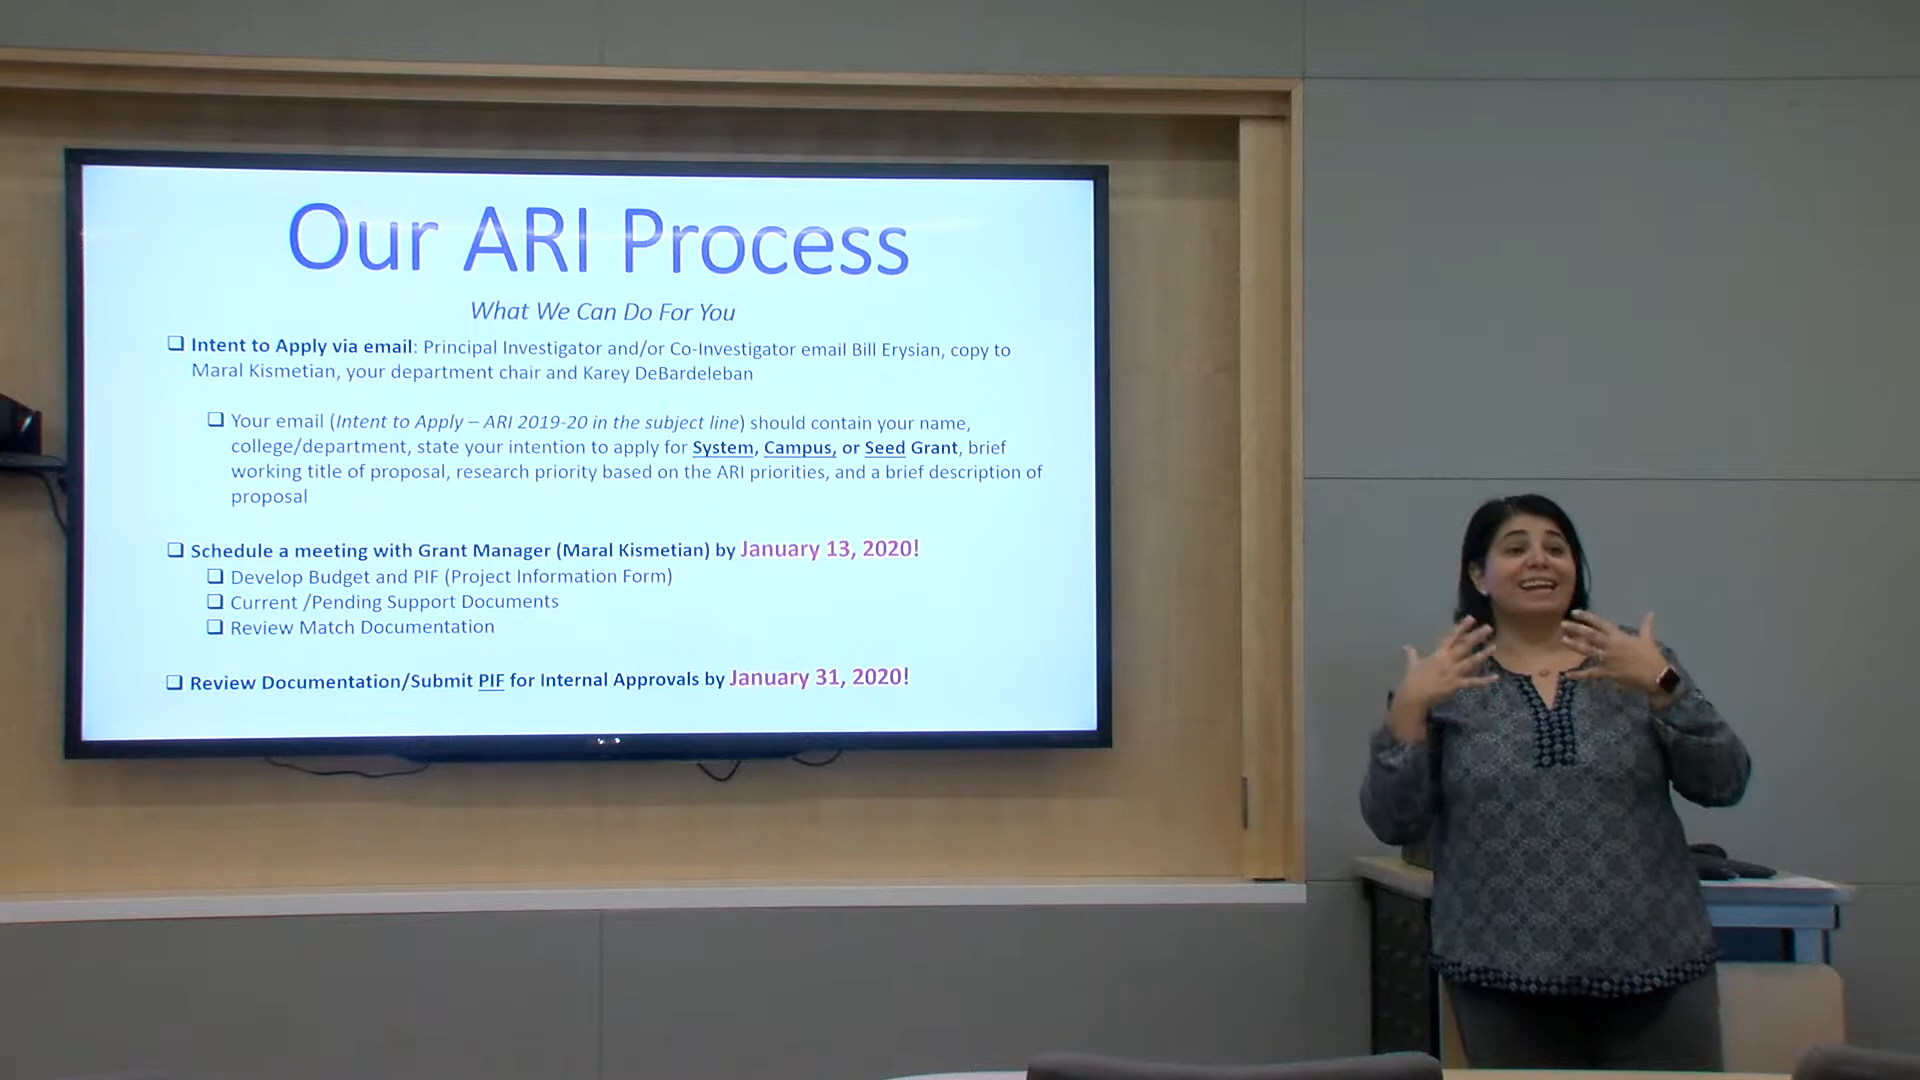 Our ARI Process
What We Can Do For You
Intent to Apply via email: Principal Investigator and/or Co-Investigator email Bill Erysian, copy to
Maral Kismetian, your department chair and Karey DeBardeleban
Your email (Intent to Apply – ARI 2019-20 in the subject line) should contain your name,
college/department, state your intention to apply for System, Campus, or Seed Grant, brief
working title of proposal, research priority based on the ARI priorities, and a brief description of
proposal
Schedule a meeting with Grant Manager (Maral Kismetian) by January 13, 2020!
Develop Budget and PIF (Project Information Form)
Current /Pending Support Documents
Review Match Documentation
Review Documentation/Submit PIF for Internal Approvals by January 31, 2020!